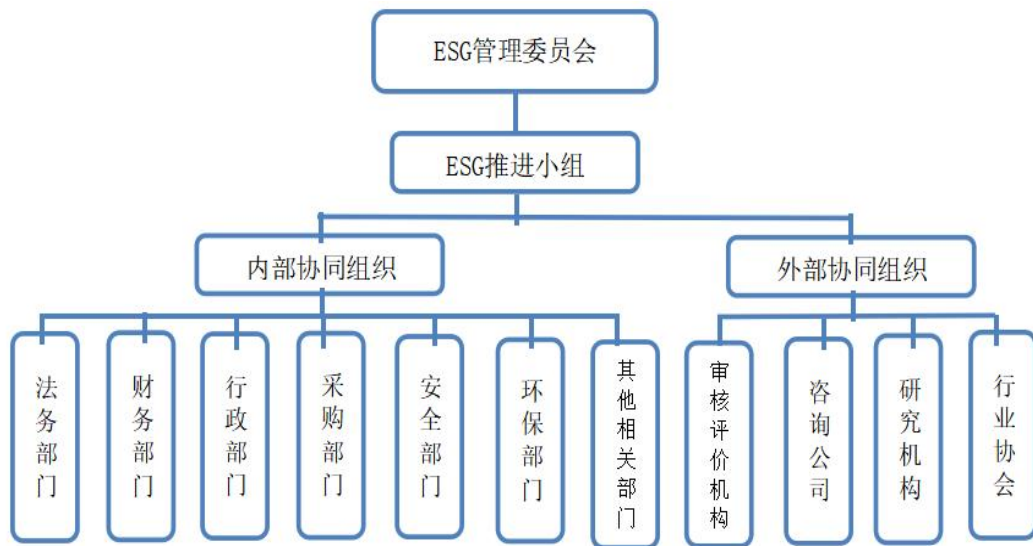 ESG管理委员会
ESG推进小组
内部协同组织
外部协同组织
法务部门
财务部门
行政部门
采购部门
安全部门
环保部门
其他相关部门
审核评价机构
咨询公司
研究机构
行业协会